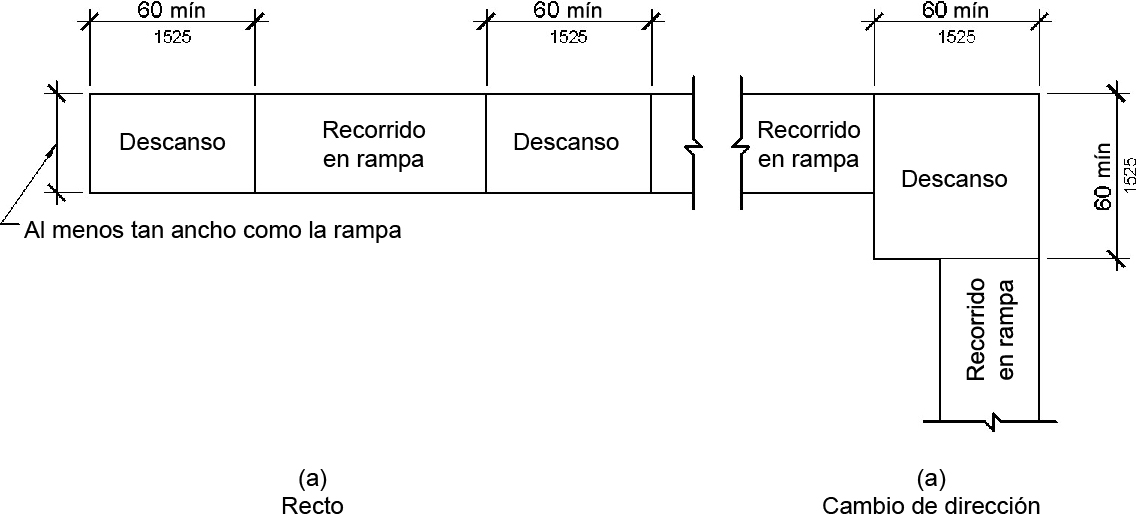 60 mín
1525
60 mín
1525
60 mín
1525
Descanso
Recorrido
en rampa
Descanso
Recorrido
en rampa
Descanso
60 mín
1525
Al menos tan ancho como la rampa
Recorrido
en rampa
(a)
Recto
(a)
Cambio de dirección